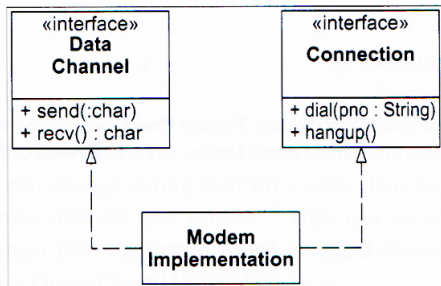 «interface»
Data
Channel
+ send(:char)
+ recv() : char
«interface»
Connection
+ dial(pno : String)
+ hangup()
Modem
Implementation